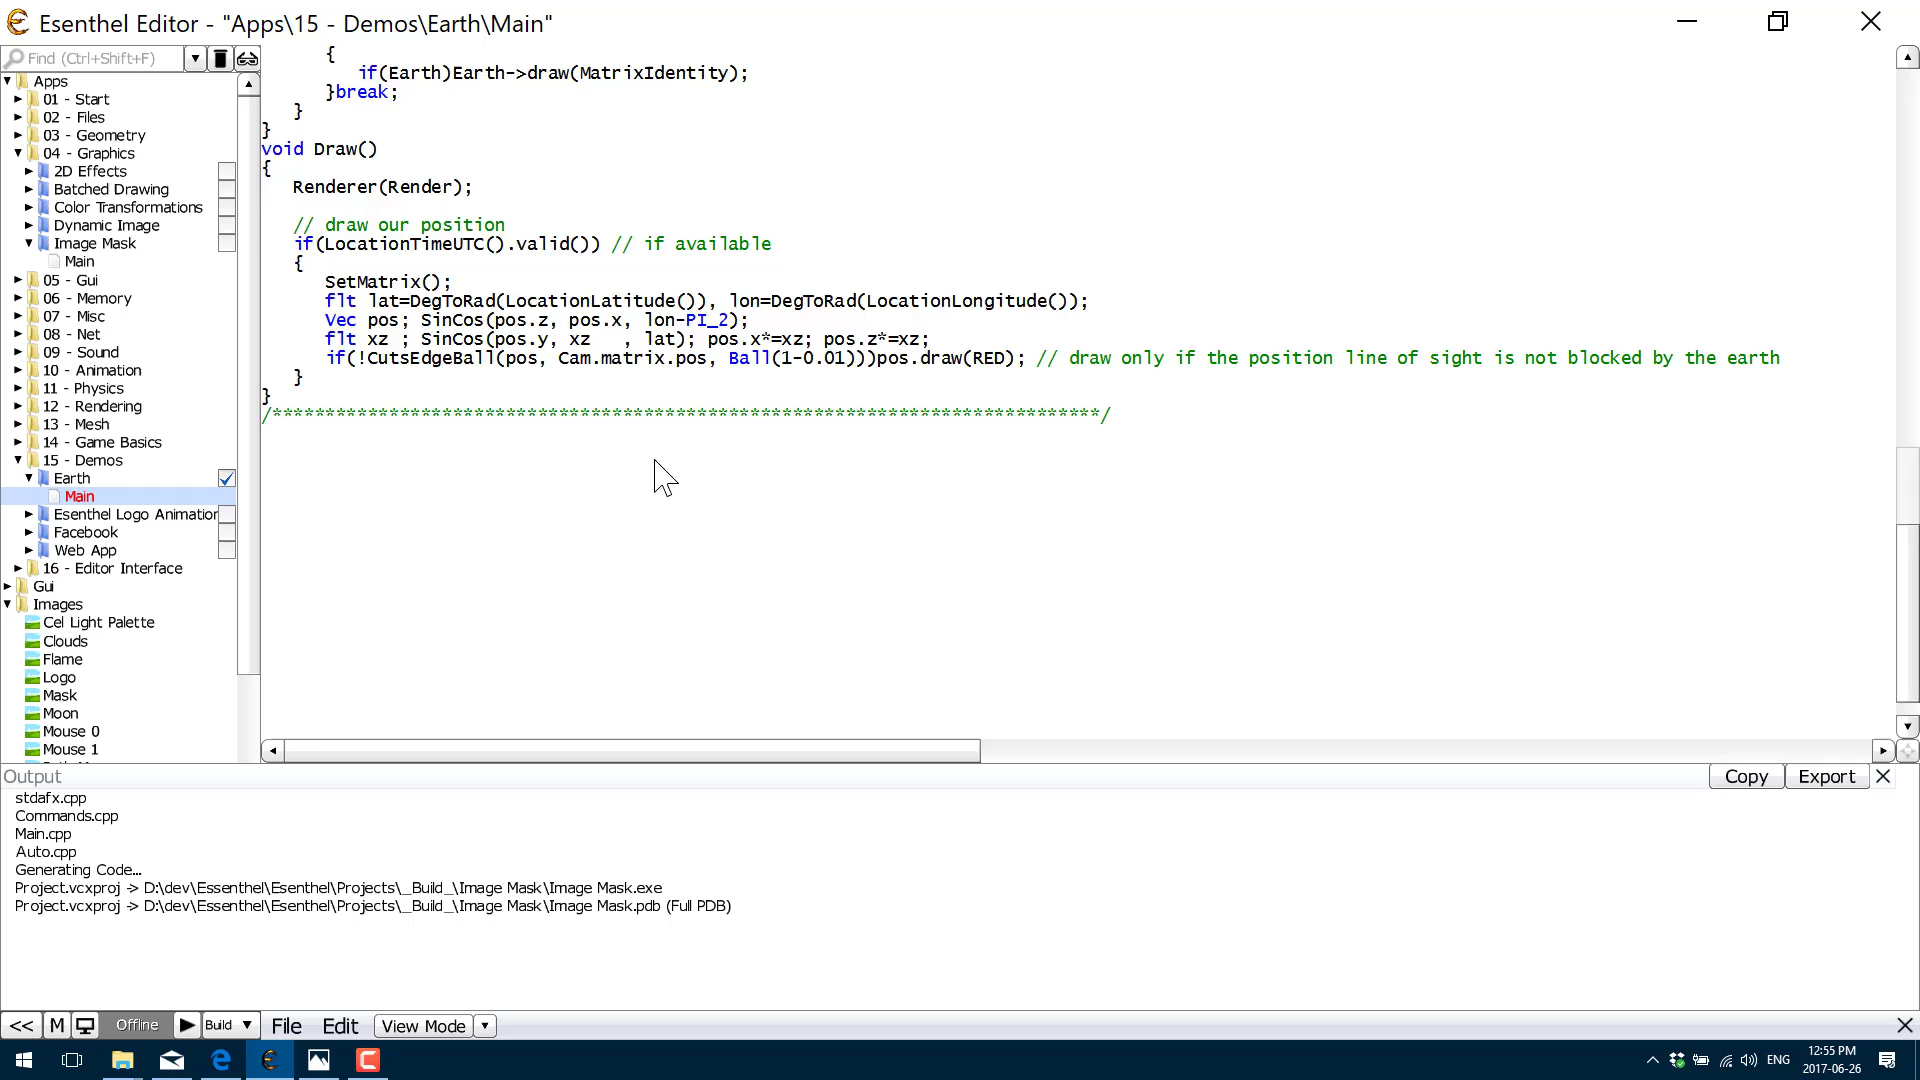 Esenthel Editor - "Apps\15 - Demos\Earth\Main"
Find (Ctrl+Shift+F)
Apps
01 - Start
02 - Files
03 - Geometry
04 - Graphics
2D Effects
Batched Drawing
Color Transformations
Dynamic Image
Image Mask
Main
05 - Gui
06 - Memory
07 - Misc
08 - Net
09 - Sound
10 - Animation
11 - Physics
12 - Rendering
13 - Mesh
14 - Game Basics
15 - Demos
Earth
Main
Esenthel Logo Animation
Facebook
Web App
16 - Editor Interface
Gui
Images
Cel Light Palette
Clouds
Flame
Logo
Mask
Moon
Mouse 0
Mouse 1
{
if(Earth)Earth->draw(MatrixIdentity);
}break;
}
}
void Draw()
{
Renderer(Render);
// draw our position
if(LocationTimeUTC().valid()) // if available
{
SetMatrix();
flt lat=DegToRad(LocationLatitude()), lon=DegToRad(LocationLongitude());
Vec pos; SinCos(pos.z, pos.x, lon-PI_2);
flt xz ; SinCos(pos.y, xz   , lat); pos.x*=xz; pos.z*=xz;
if(!CutsEdgeBall(pos, Cam.matrix.pos, Ball(1-0.01)))pos.draw(RED); // draw only if the position line of sight is not blocked by the earth
}
}
/******************************************************************************/
Output
Copy
Export
stdafx.cpp
Commands.cpp
Main.cpp
Auto.cpp
Generating Code...
Project.vcxproj -> D:\dev\Essenthel\Esenthel\Projects\_Build_\Image Mask\Image Mask.exe
Project.vcxproj -> D:\dev\Essenthel\Esenthel\Projects\_Build_\Image Mask\Image Mask.pdb (Full PDB)
<< M Offline Build File Edit View Mode
ENG
12:55 PM
2017-06-26